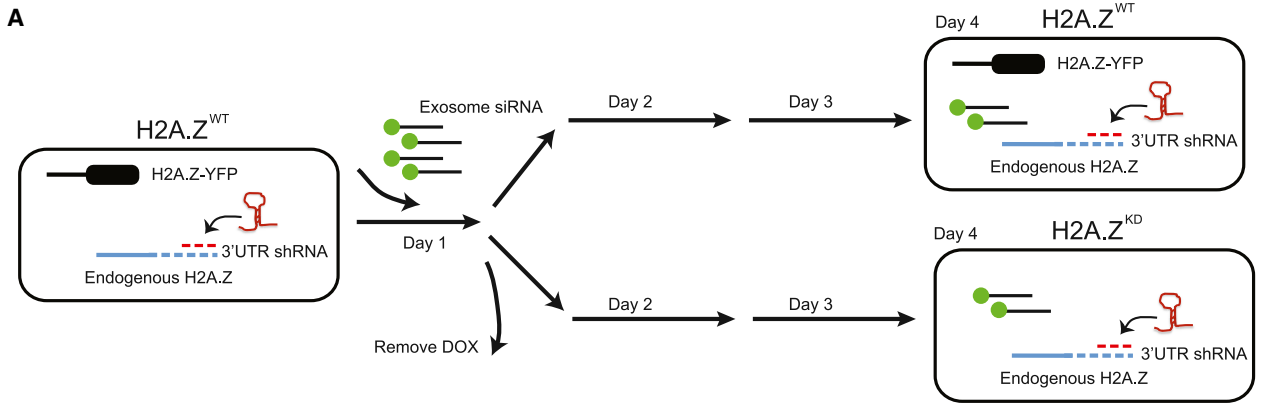 A
H2A.Z^WT
H2A.Z-YFP
3'UTR shRNA
Endogenous H2A.Z
Exosome siRNA
Day 1
Remove DOX
Day 2
Day 3
Day 4
H2A.Z^WT
H2A.Z-YFP
3'UTR shRNA
Endogenous H2A.Z
Day 2
Day 3
Day 4
H2A.Z^KD
3'UTR shRNA
Endogenous H2A.Z